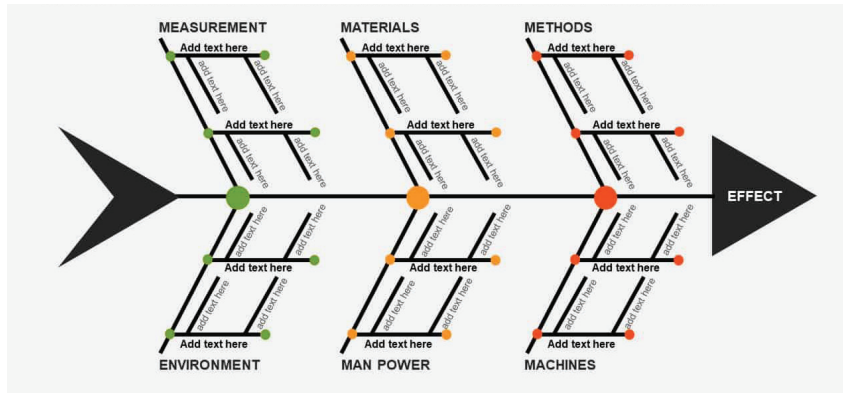 MEASUREMENT
MATERIALS
METHODS
Add text here
Add text here
Add text here
add text here
add text here
add text here
add text here
add text here
add text here
Add text here
Add text here
Add text here
add text here
add text here
add text here
add text here
add text here
add text here
EFFECT
add text here
add text here
add text here
add text here
add text here
add text here
Add text here
Add text here
Add text here
add text here
add text here
add text here
add text here
add text here
add text here
Add text here
Add text here
Add text here
ENVIRONMENT
MAN POWER
MACHINES